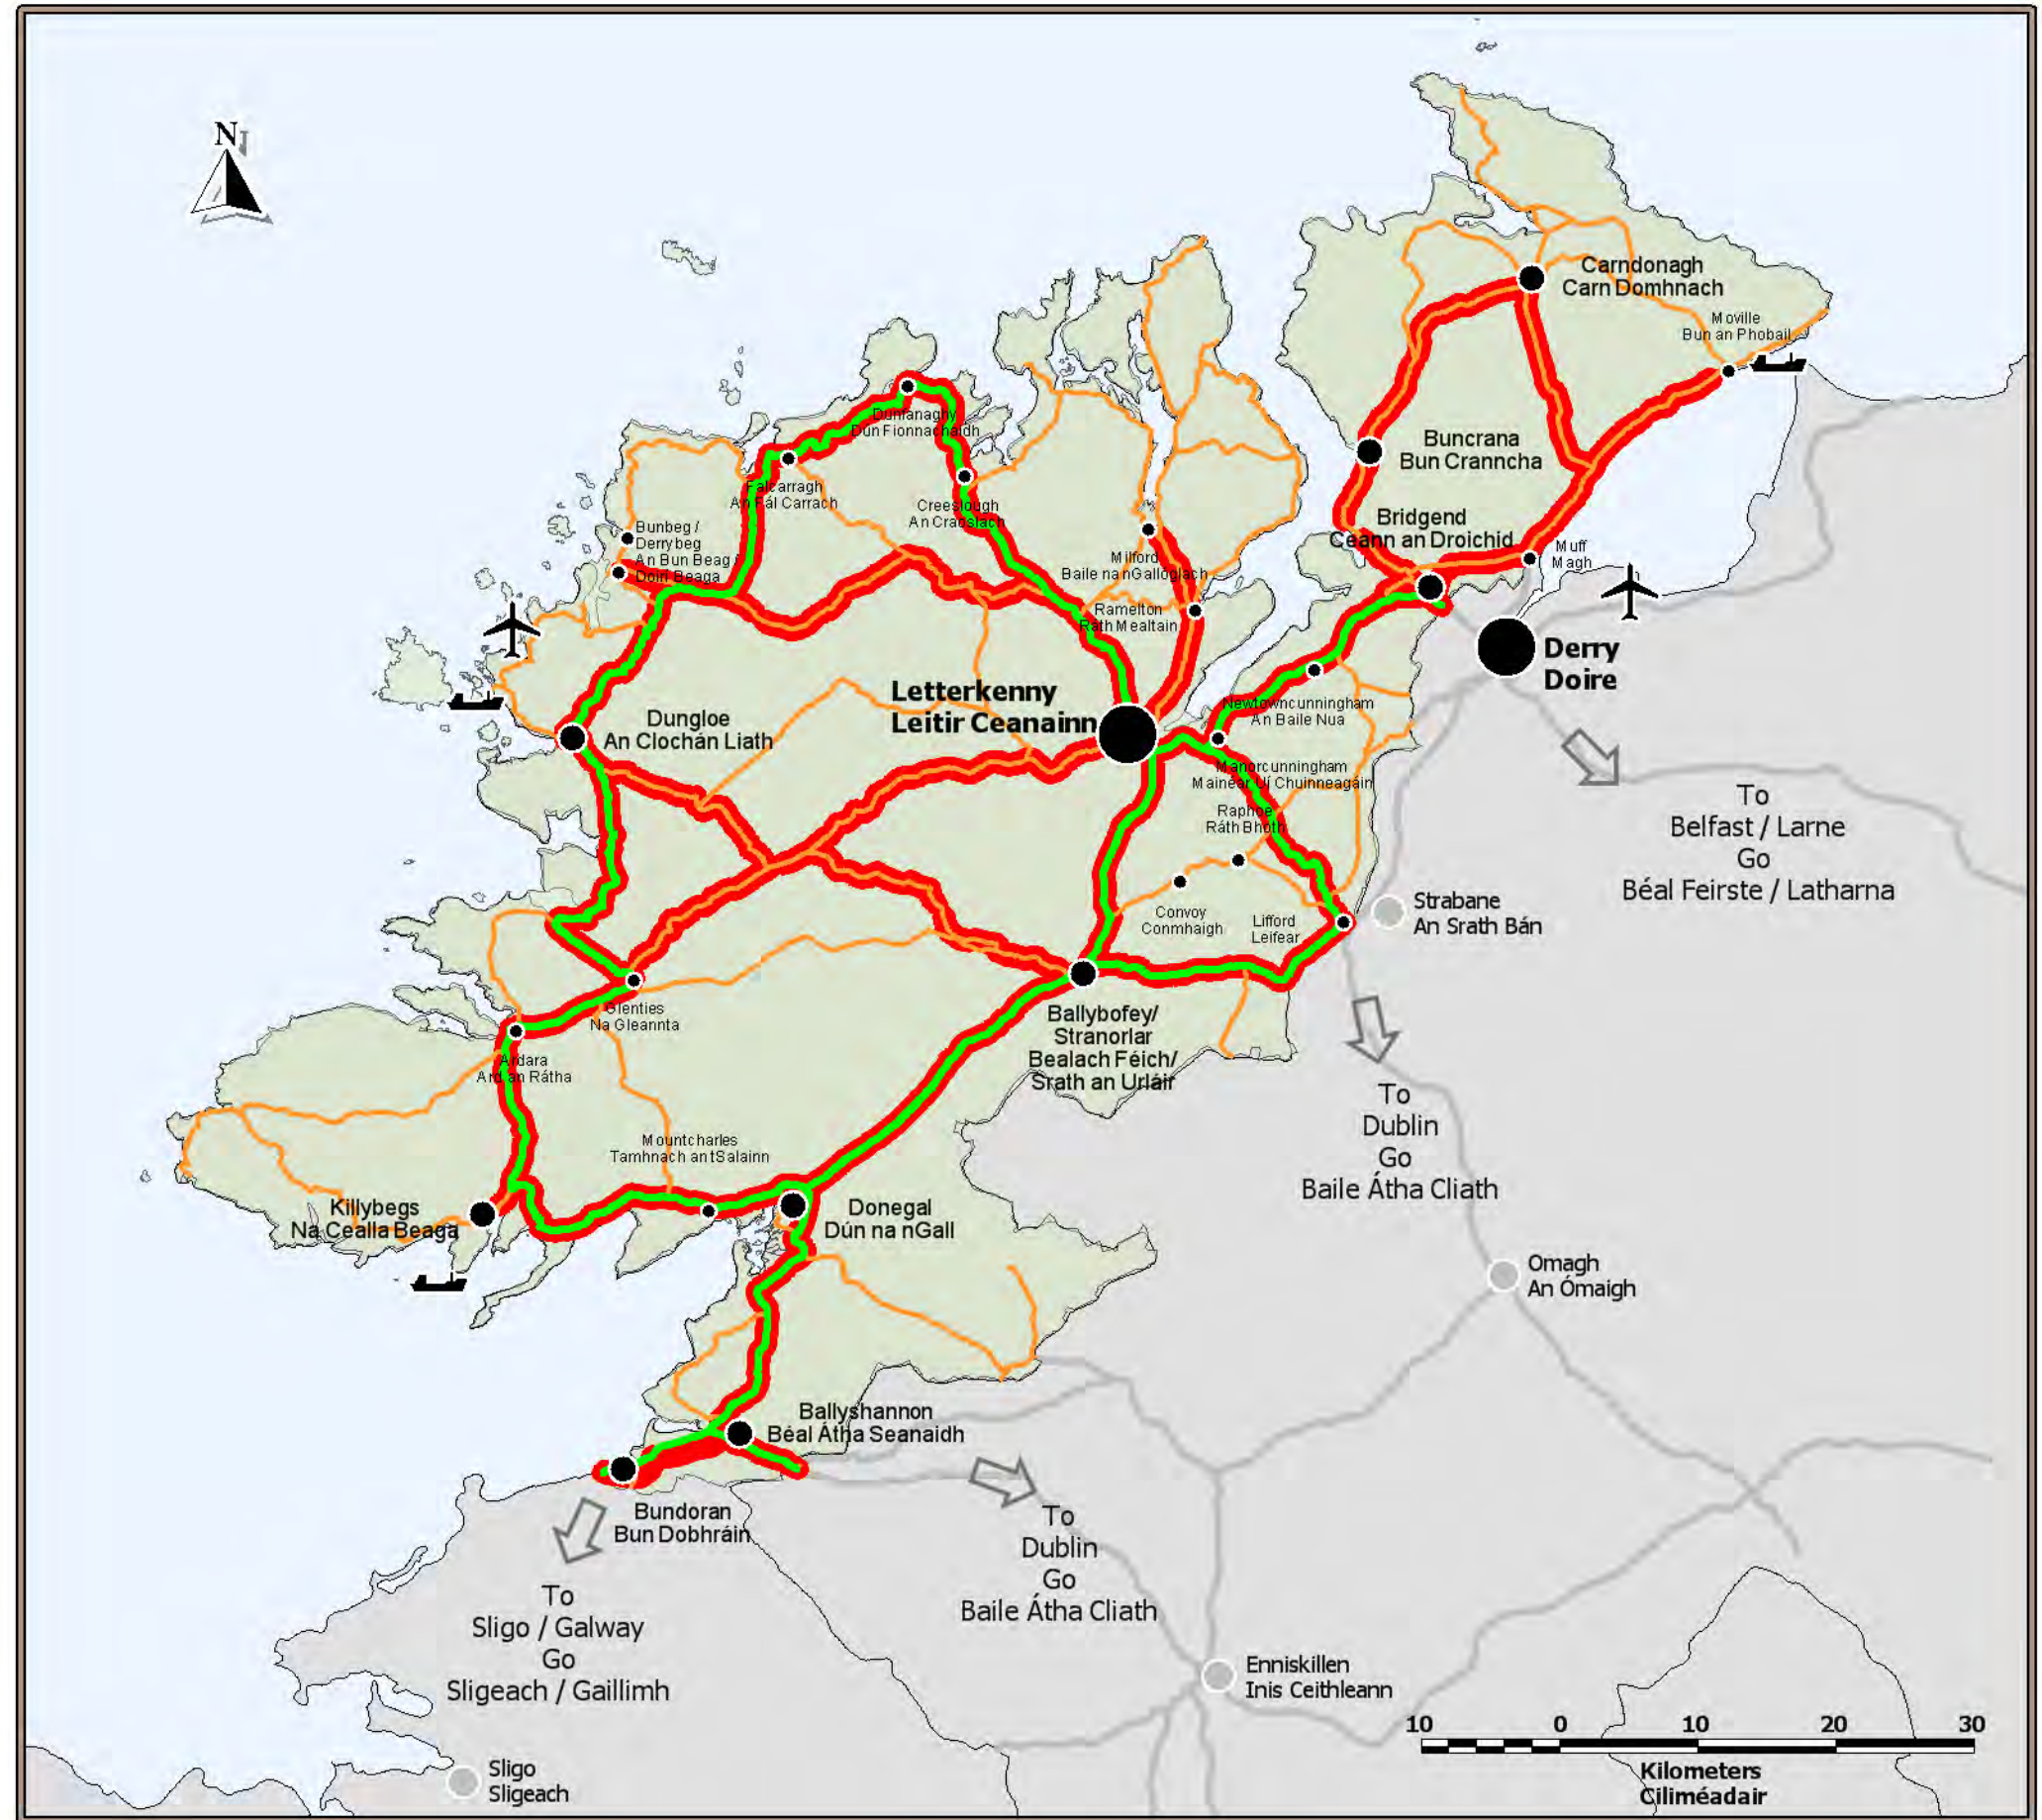 N
Carndonagh
Carn Domhnach
Moville
Bun an Phobail
Dunfanaghy
Dún Fionnachaidh
Buncrana
Bun Cranncha
Falcarragh
An Fál Carrach
Creeslough
An Craoslach
Bridgend
Ceann an Droichid
Bunbeg /
Derrybeg
An Bun Beag /
Doirí Beaga
Muff
Magh
Milford
Baile na nGallóglach
Ramelton
Ráth Mealtain
Derry
Doire
Letterkenny
Leitir Ceanainn
Newtowncunningham
An Baile Nua
Dungloe
An Clochán Liath
Manorcunningham
Mainéar Uí Chuinneagáin
To
Belfast / Larne
Go
Béal Feirste / Latharna
Raphoe
Ráth Bhoth
Strabane
An Srath Bán
Convoy
Conmhaigh
Lifford
Leifear
Glenties
Na Gleannta
Ballybofey/
Stranorlar
Bealach Féich/
Srath an Urláir
Ardara
Ard an Rátha
To
Dublin
Go
Baile Átha Cliath
Mountcharles
Tamhnach antSalainn
Killybegs
Na Cealla Beaga
Donegal
Dún na nGall
Omagh
An Ómaigh
Ballyshannon
Béal Átha Seanaidh
Bundoran
Bun Dobhráin
To
Dublin
Go
Baile Átha Cliath
To
Sligo / Galway
Go
Sligeach / Gaillimh
Enniskillen
Inis Ceithleann
Sligo
Sligeach
10 0 10 20 30
Kilometers
Ciliméadair